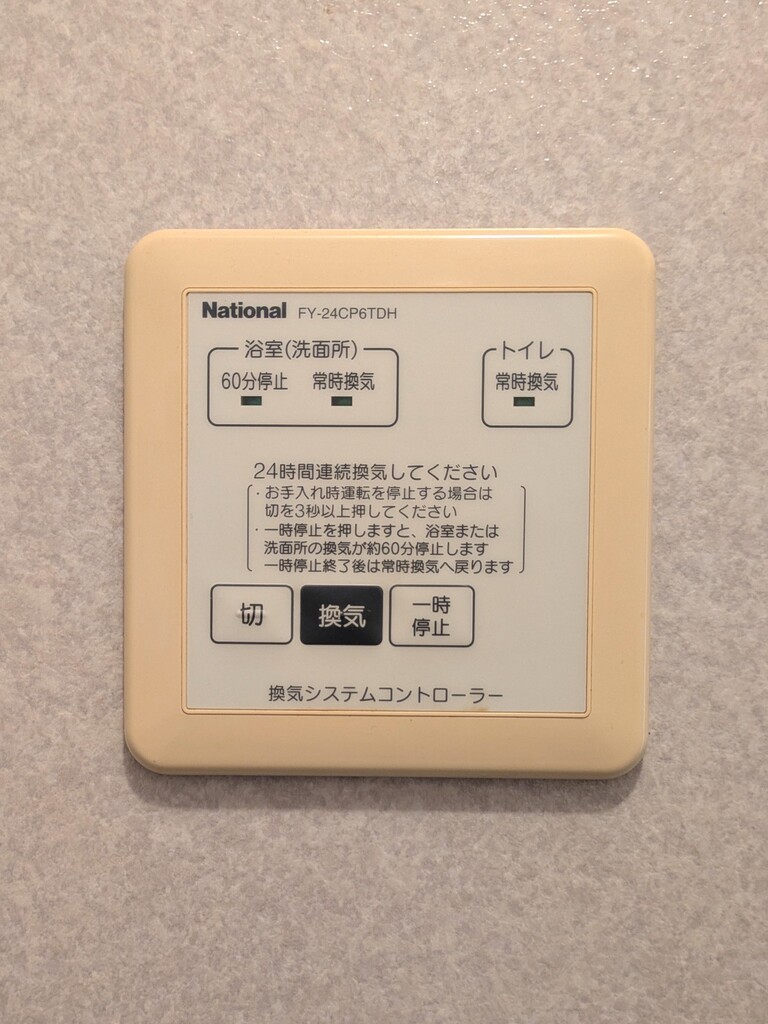 National FY-24CP6TDH
浴室(洗面所)
トイレ
60分停止 常時換気
常時換気
24時間連続換気してください
・お手入れ時運転を停止する場合は
切を3秒以上押してください
・一時停止を押しますと、浴室または
洗面所の換気が約60分停止します
一時停止終了後は常時換気へ戻ります
切
換気
一時
停止
換気システムコントローラー